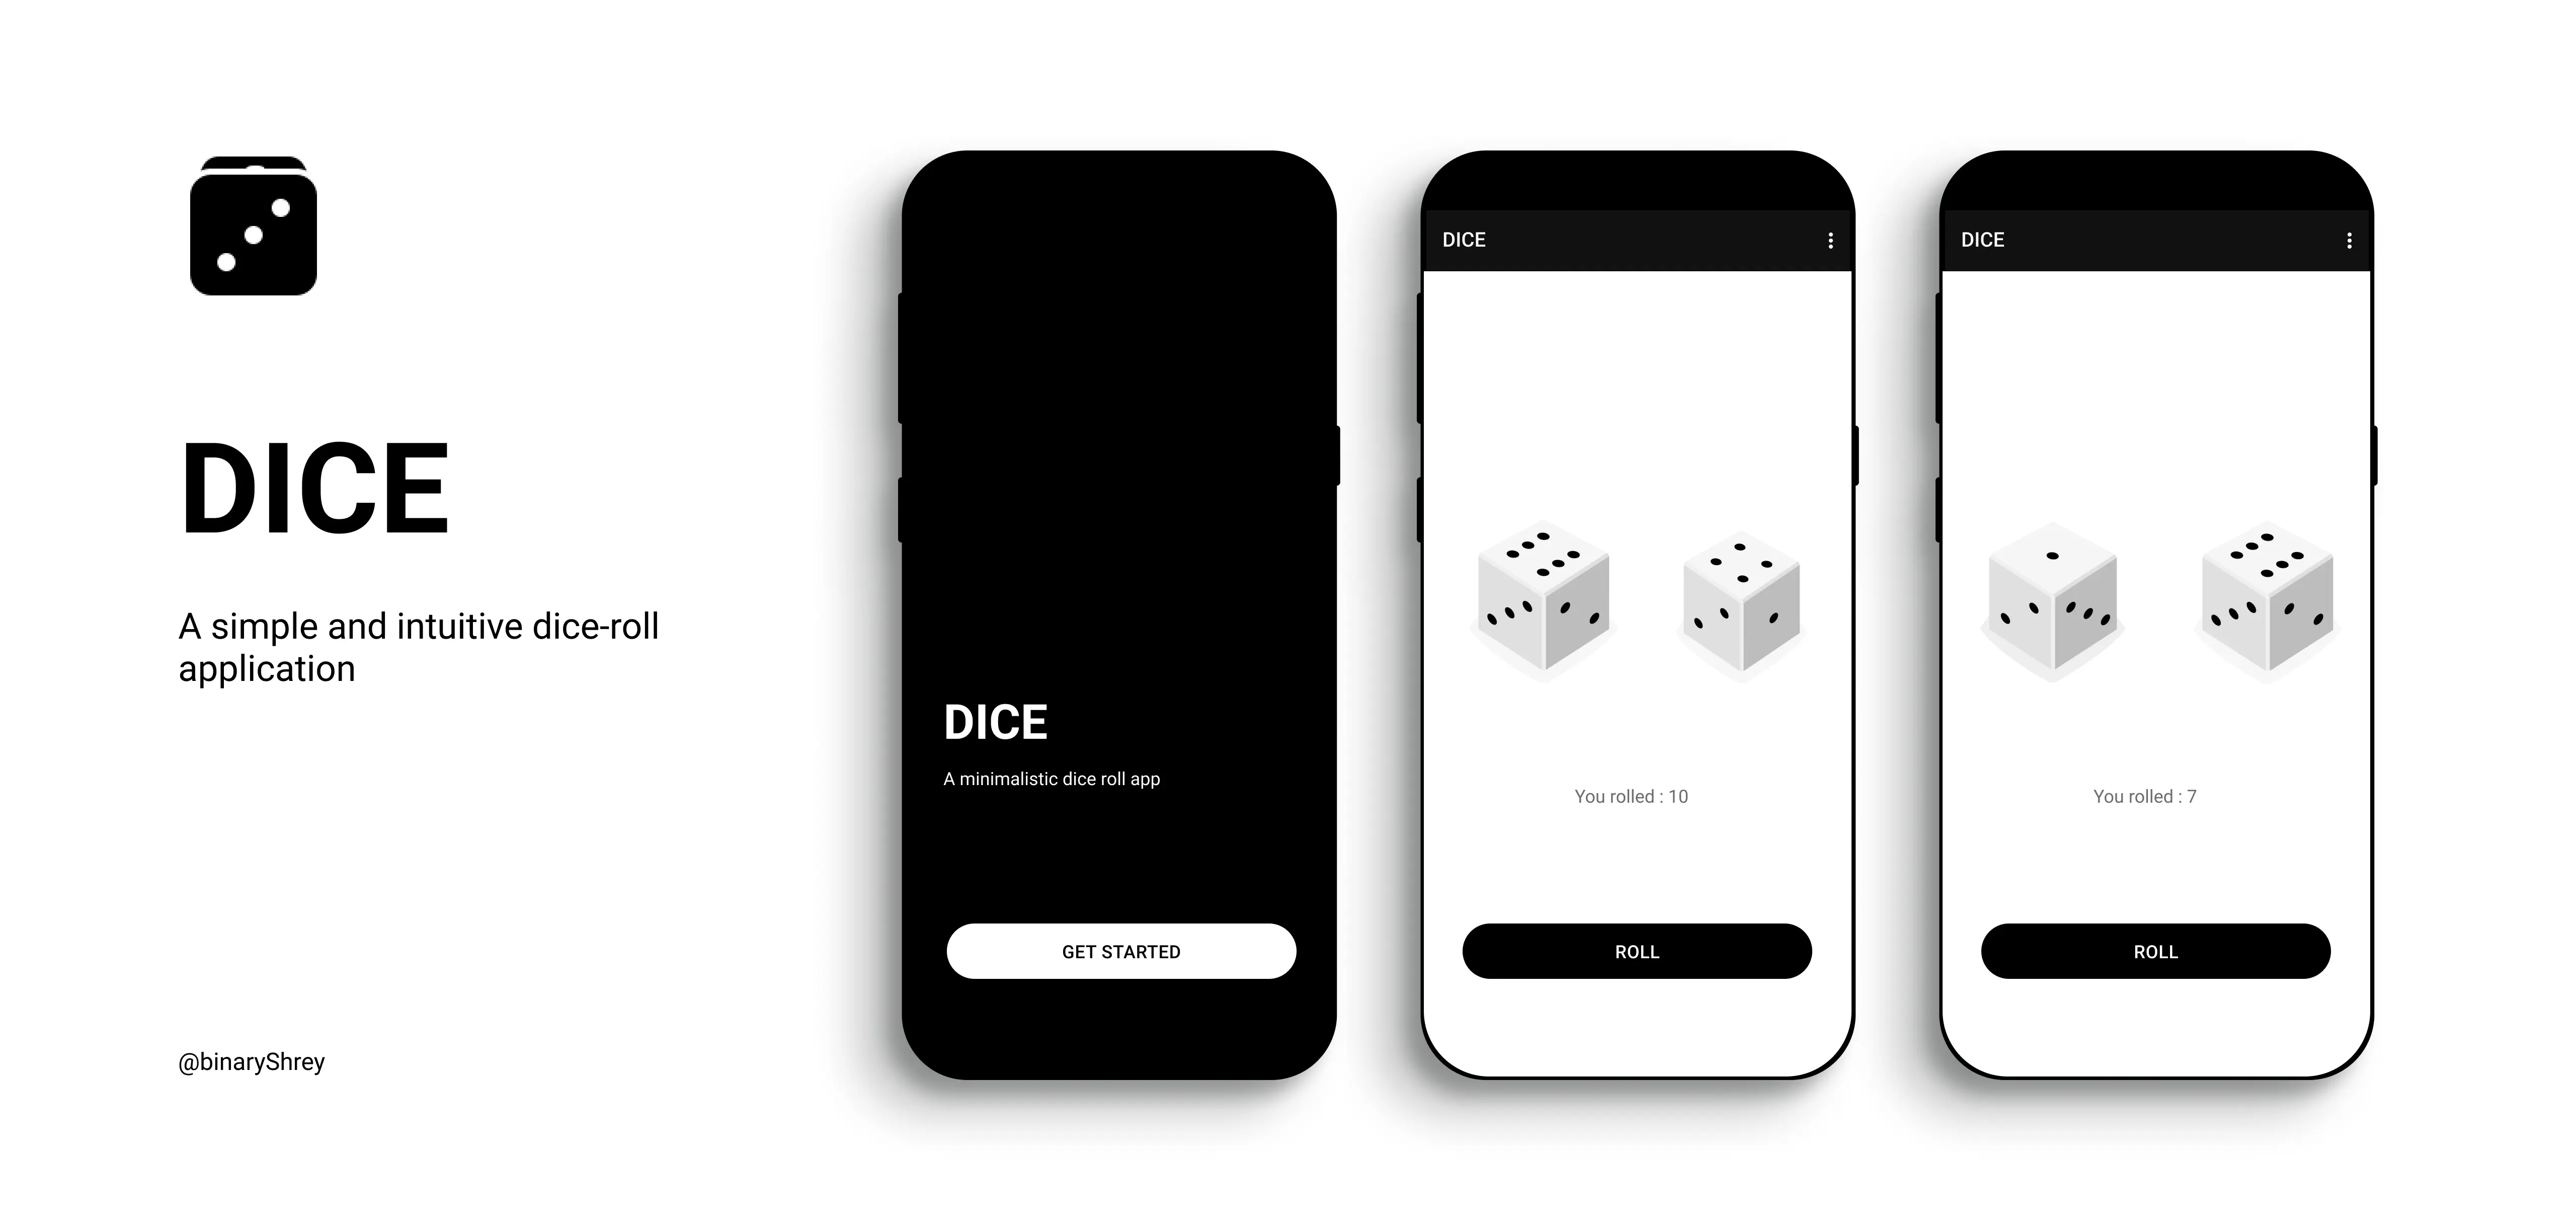 DICE
A simple and intuitive dice-roll
application
@binaryShrey
DICE
A minimalistic dice roll app
GET STARTED
DICE
You rolled : 10
ROLL
DICE
You rolled : 7
ROLL